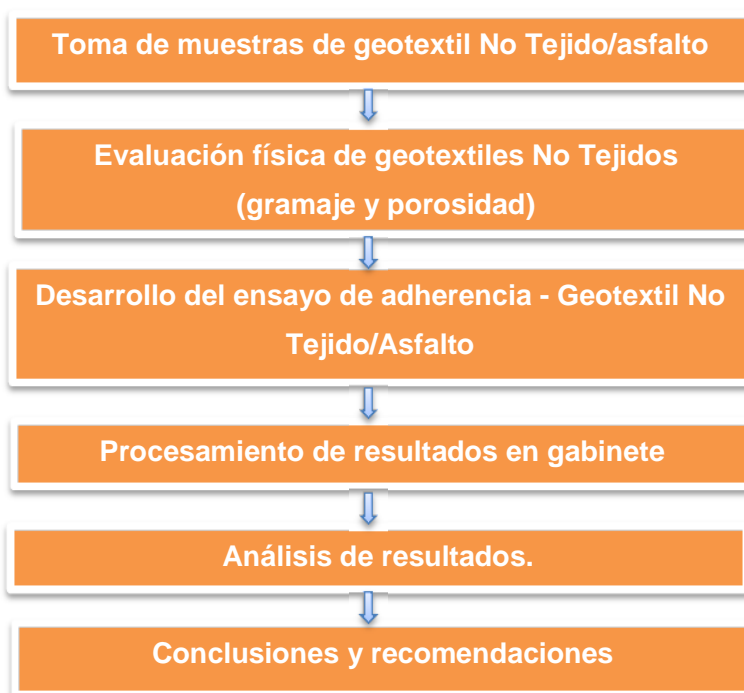 Toma de muestras de geotextil No Tejido/asfalto
Evaluación física de geotextiles No Tejidos
(gramaje y porosidad)
Desarrollo del ensayo de adherencia - Geotextil No
Tejido/Asfalto
Procesamiento de resultados en gabinete
Análisis de resultados.
Conclusiones y recomendaciones